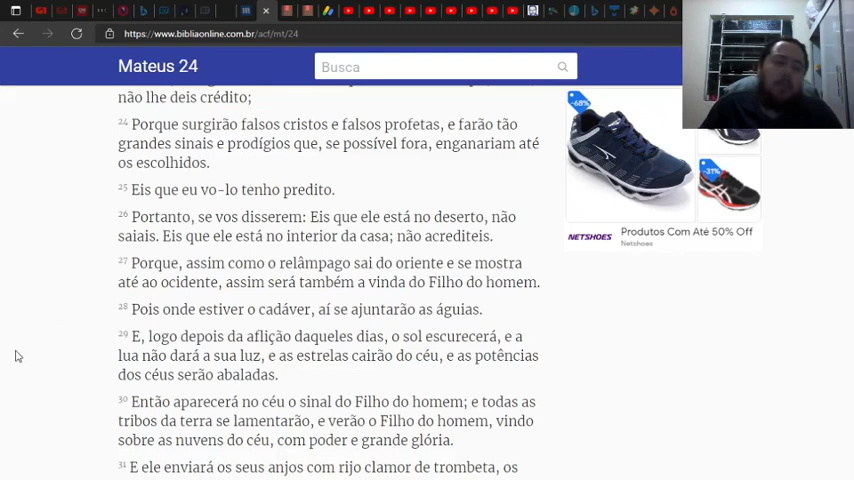 https://www.bibliaonline.com.br/acf/mt/24
Mateus 24
Busca
não lhe deis crédito;
24 Porque surgirão falsos cristos e falsos profetas, e farão tão
grandes sinais e prodígios que, se possível fora, enganariam até
os escolhidos.
25 Eis que eu vo-lo tenho predito.
26 Portanto, se vos disserem: Eis que ele está no deserto, não
saiais. Eis que ele está no interior da casa; não acrediteis.
27 Porque, assim como o relâmpago sai do oriente e se mostra
até ao ocidente, assim será também a vinda do Filho do homem.
28 Pois onde estiver o cadáver, aí se ajuntarão as águias.
29 E, logo depois da aflição daqueles dias, o sol escurecerá, e a
lua não dará a sua luz, e as estrelas cairão do céu, e as potências
dos céus serão abaladas.
30 Então aparecerá no céu o sinal do Filho do homem; e todas as
tribos da terra se lamentarão, e verão o Filho do homem, vindo
sobre as nuvens do céu, com poder e grande glória.
31 E ele enviará os seus anjos com rijo clamor de trombeta, os
-68%
-31%
NETSHOES
Produtos Com Até 50% Off
Netshoes